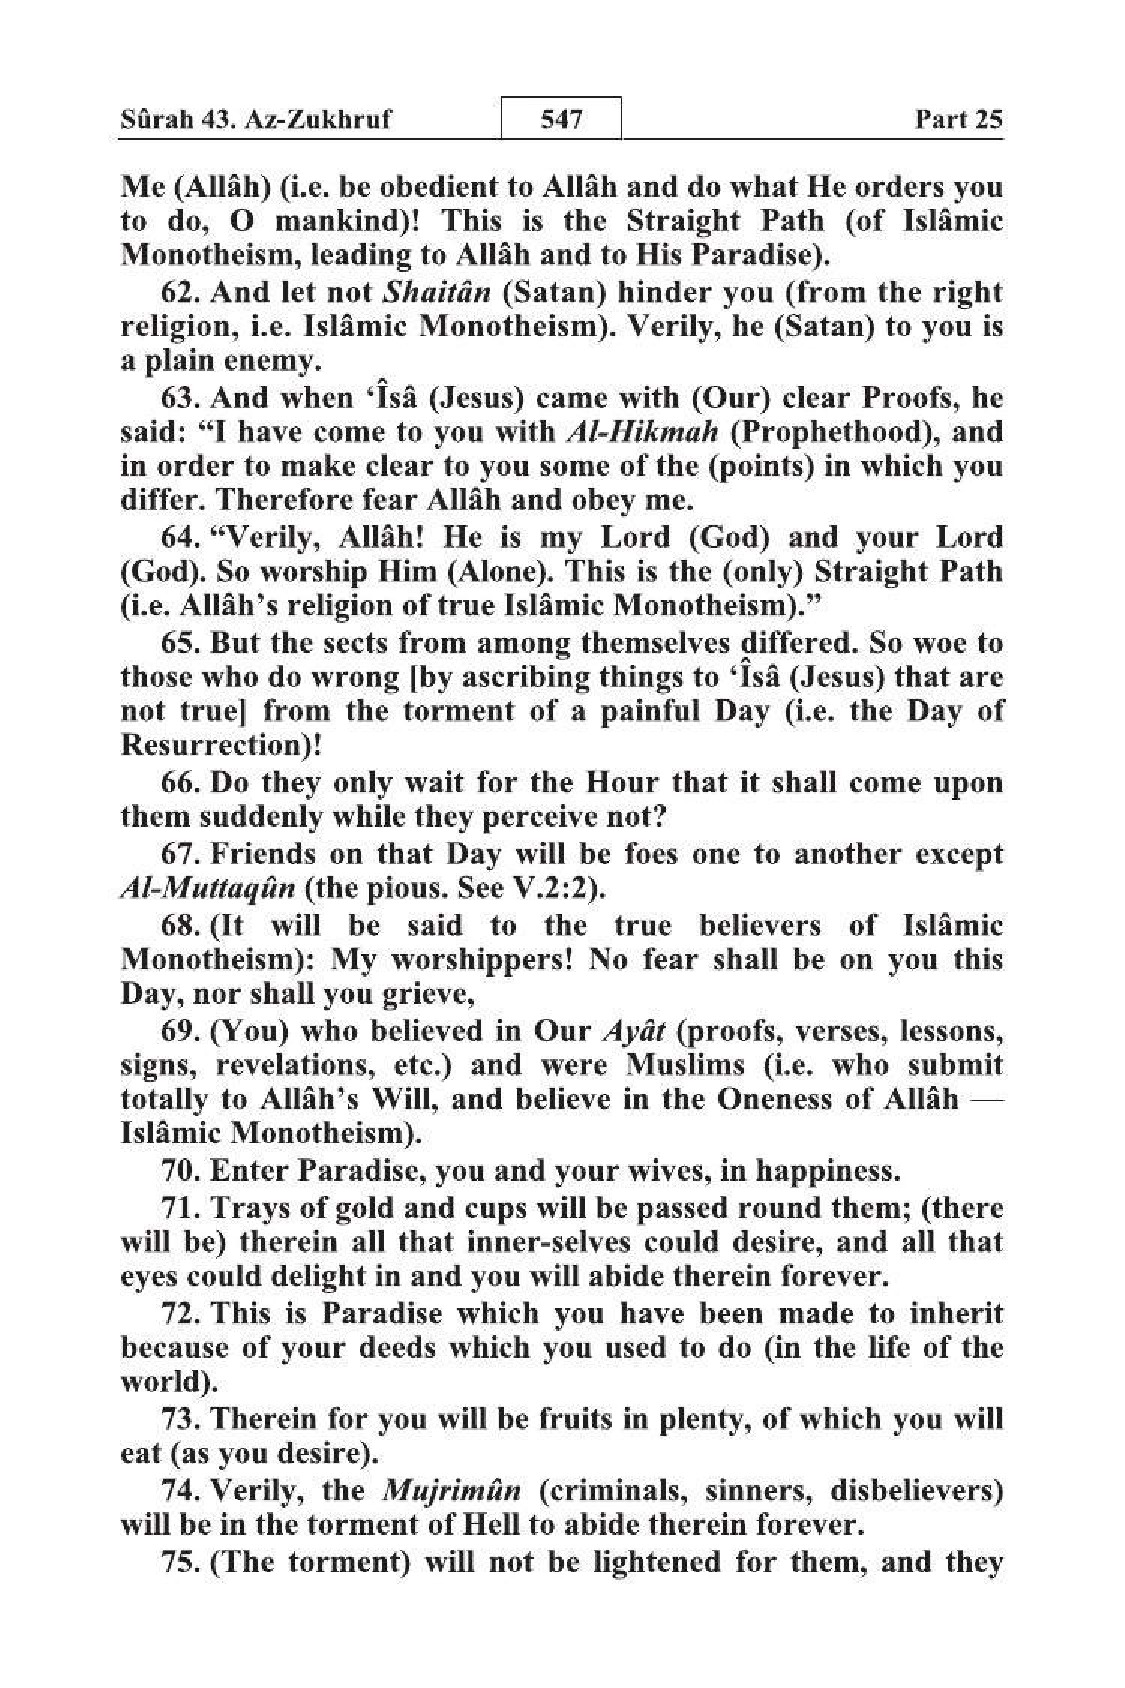 Sûrah 43. Az-Zukhruf 547 Part 25
Me (Allâh) (i.e. be obedient to Allâh and do what He orders you
to do, O mankind)! This is the Straight Path (of Islâmic
Monotheism, leading to Allâh and to His Paradise).
62. And let not Shaitân (Satan) hinder you (from the right
religion, i.e. Islâmic Monotheism). Verily, he (Satan) to you is
a plain enemy.
63. And when ‘Îsâ (Jesus) came with (Our) clear Proofs, he
said: “I have come to you with Al-Hikmah (Prophethood), and
in order to make clear to you some of the (points) in which you
differ. Therefore fear Allâh and obey me.
64. “Verily, Allâh! He is my Lord (God) and your Lord
(God). So worship Him (Alone). This is the (only) Straight Path
(i.e. Allâh’s religion of true Islâmic Monotheism).”
65. But the sects from among themselves differed. So woe to
those who do wrong [by ascribing things to ‘Îsâ (Jesus) that are
not true] from the torment of a painful Day (i.e. the Day of
Resurrection)!
66. Do they only wait for the Hour that it shall come upon
them suddenly while they perceive not?
67. Friends on that Day will be foes one to another except
Al-Muttaqûn (the pious. See V.2:2).
68. (It will be said to the true believers of Islâmic
Monotheism): My worshippers! No fear shall be on you this
Day, nor shall you grieve,
69. (You) who believed in Our Ayât (proofs, verses, lessons,
signs, revelations, etc.) and were Muslims (i.e. who submit
totally to Allâh’s Will, and believe in the Oneness of Allâh —
Islâmic Monotheism).
70. Enter Paradise, you and your wives, in happiness.
71. Trays of gold and cups will be passed round them; (there
will be) therein all that inner-selves could desire, and all that
eyes could delight in and you will abide therein forever.
72. This is Paradise which you have been made to inherit
because of your deeds which you used to do (in the life of the
world).
73. Therein for you will be fruits in plenty, of which you will
eat (as you desire).
74. Verily, the Mujrimûn (criminals, sinners, disbelievers)
will be in the torment of Hell to abide therein forever.
75. (The torment) will not be lightened for them, and they